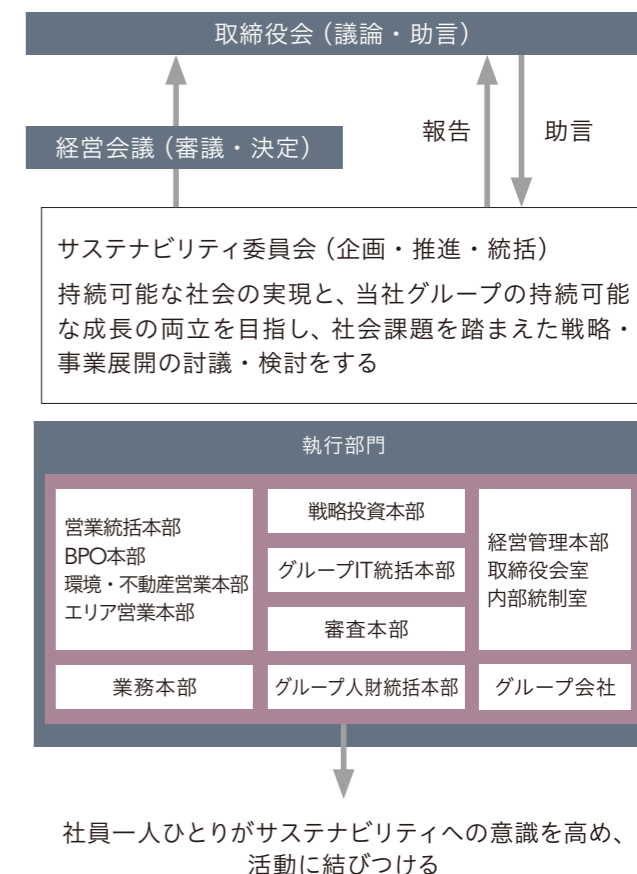 取締役会（議論・助言）
経営会議（審議・決定）
報告
助言
サステナビリティ委員会（企画・推進・統括）
持続可能な社会の実現と、当社グループの持続可能
な成長の両立を目指し、社会課題を踏まえた戦略・
事業展開の討議・検討をする
執行部門
営業統括本部
BPO本部
環境・不動産営業本部
エリア営業本部
戦略投資本部
グループIT統括本部
審査本部
経営管理本部
取締役会室
内部統制室
業務本部
グループ人財統括本部
グループ会社
社員一人ひとりがサステナビリティへの意識を高め、
活動に結びつける